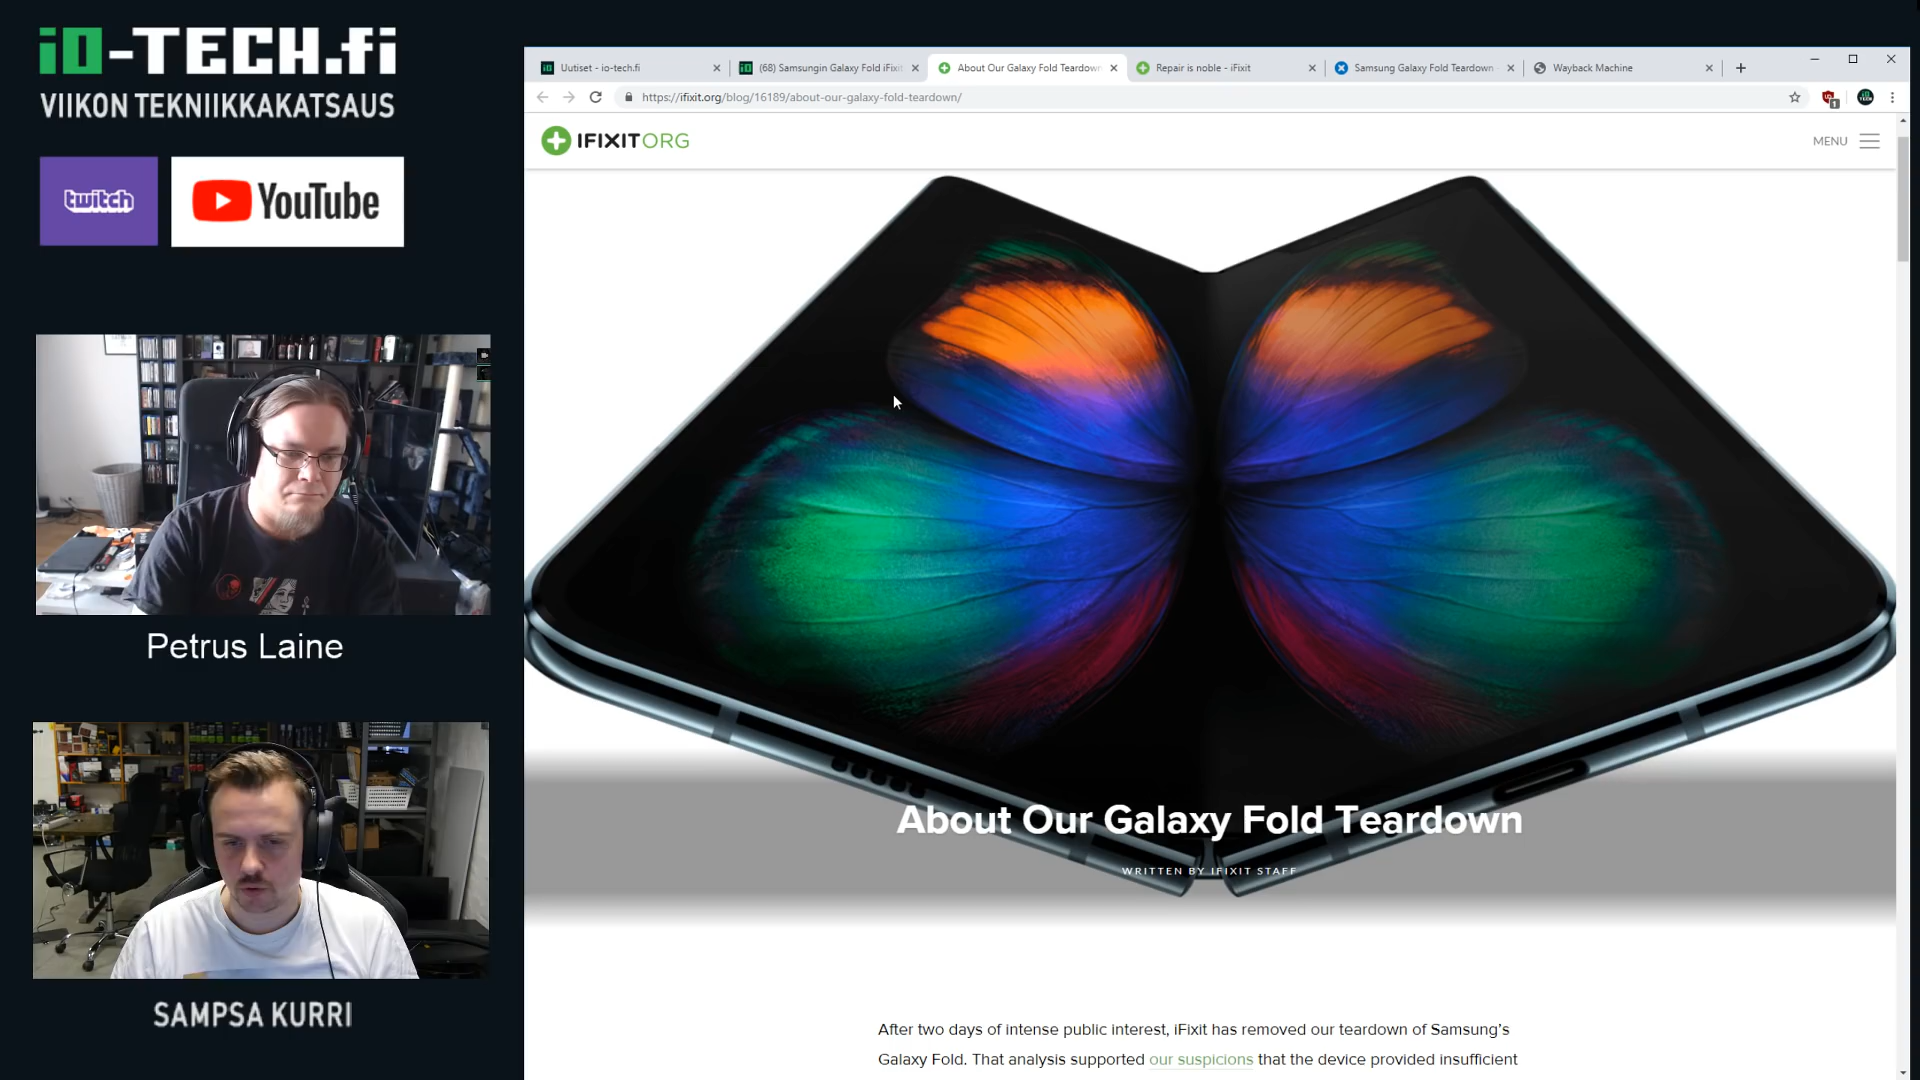 iO-TECH.fi
VIIKON TEKNIIKKAKATSAUS
twitch
YouTube
Petrus Laine
SAMPSA KURRI
Uutiset - io-tech.fi
(68) Samsungin Galaxy Fold iFixit
About Our Galaxy Fold Teardown
Repair is noble - iFixit
Samsung Galaxy Fold Teardown
Wayback Machine
https://ifixit.org/blog/16189/about-our-galaxy-fold-teardown/
IFIXITORG
MENU
About Our Galaxy Fold Teardown
WRITTEN BY IFIXIT STAFF
After two days of intense public interest, iFixit has removed our teardown of Samsung’s
Galaxy Fold. That analysis supported our suspicions that the device provided insufficient